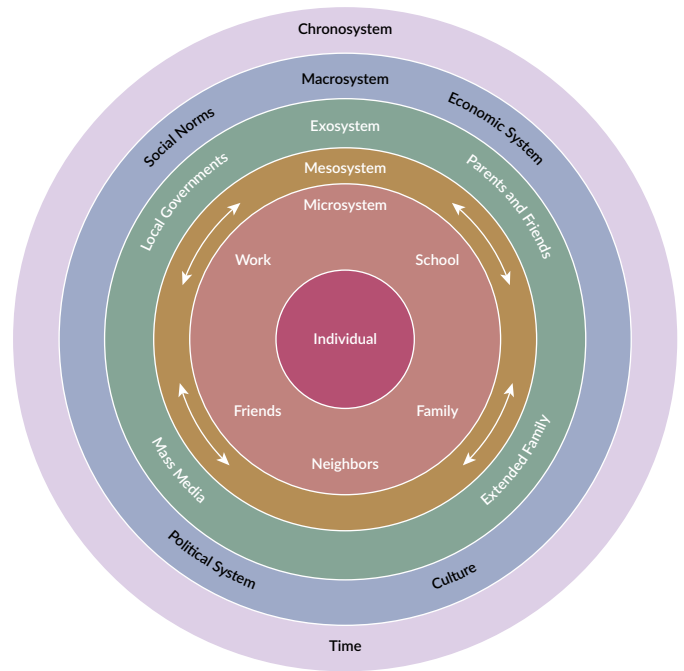 Chronosystem
Macrosystem
Social Norms
Economic System
Exosystem
Local Governments
Parents and Friends
Mesosystem
Microsystem
Work
School
Individual
Friends
Family
Neighbors
Mass Media
Extended Family
Political System
Culture
Time